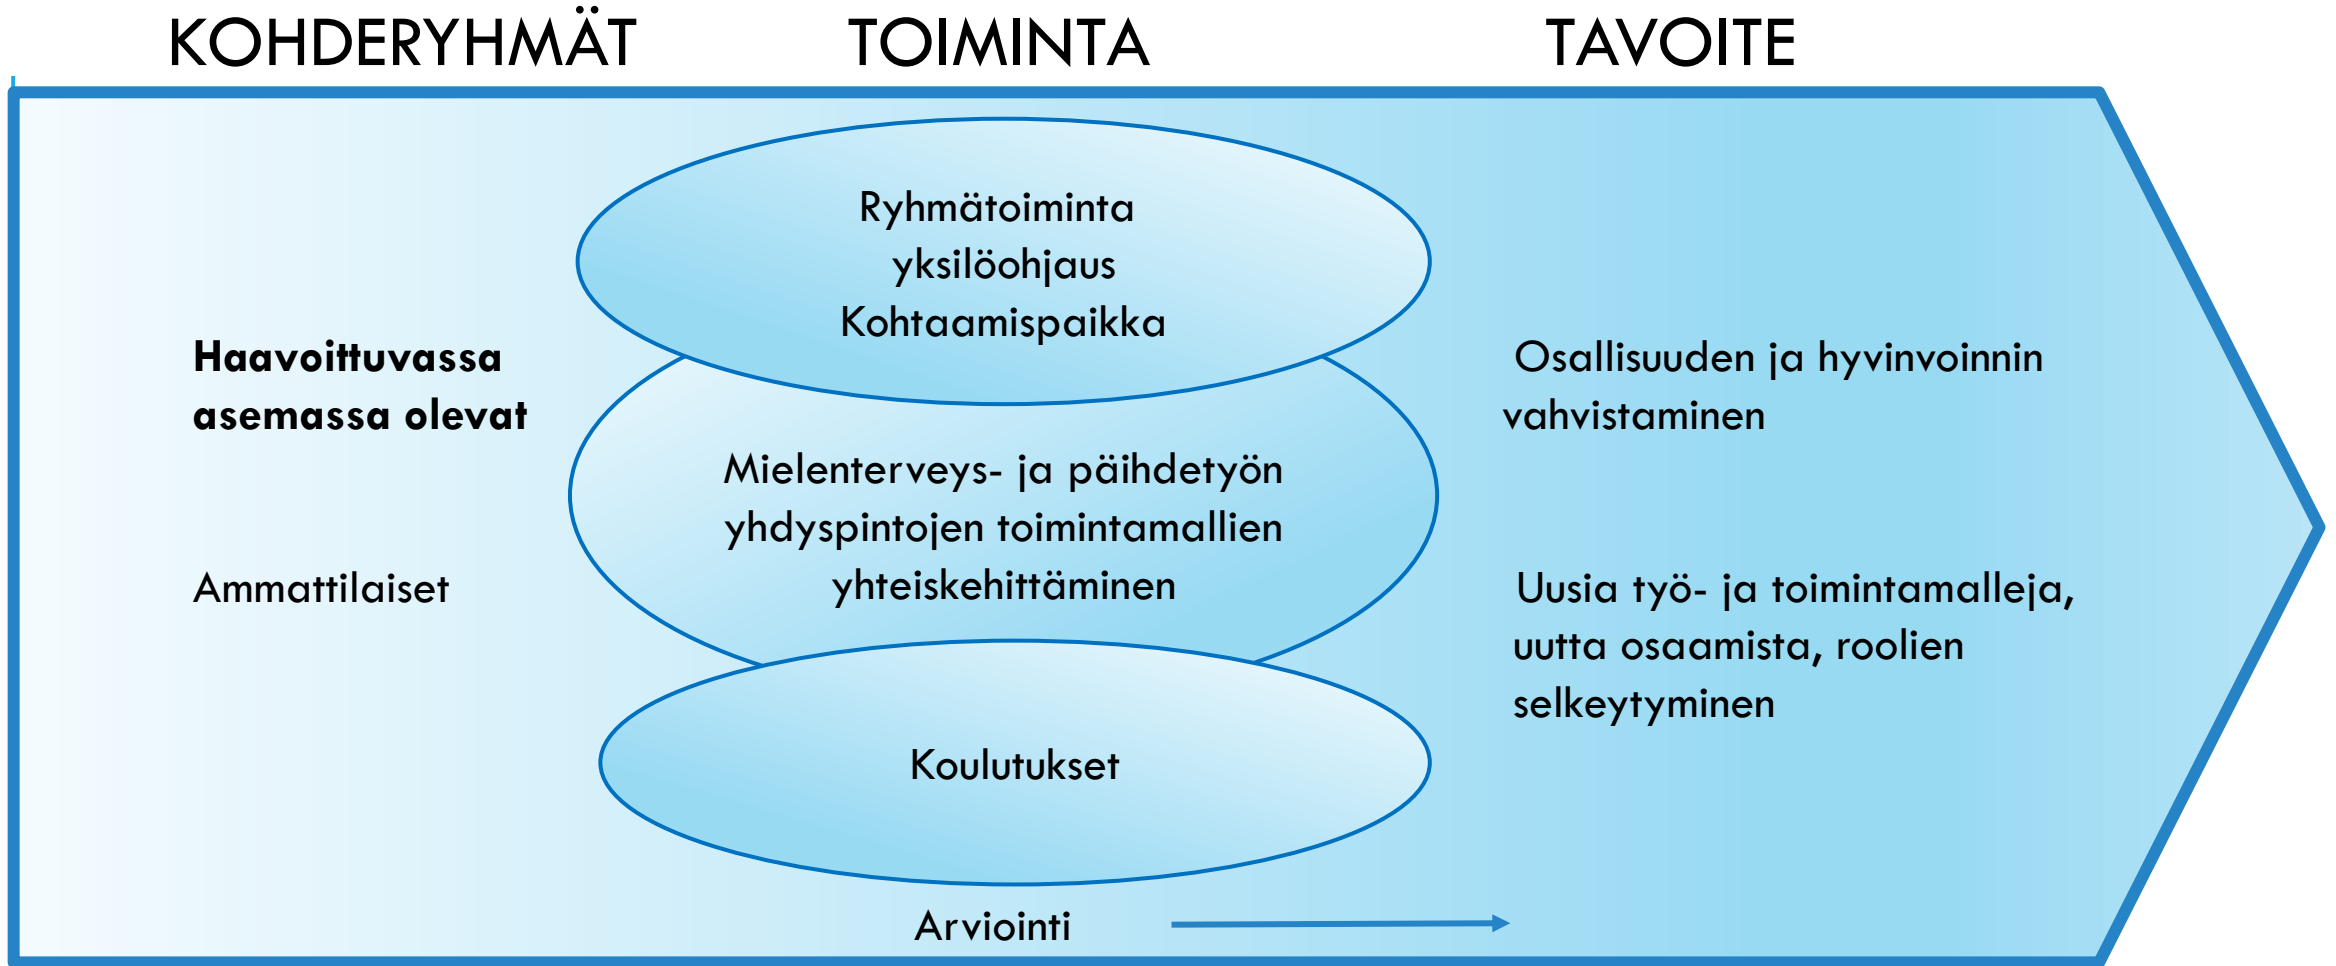 KOHDERYHMÄT
TOIMINTA
TAVOITE
Haavoittuvassa
asemassa olevat
Ammattilaiset
Ryhmätoiminta
yksilöohjaus
Kohtaamispaikka
Mielenterveys- ja päihdetyön
yhdyspintojen toimintamallien
yhteiskehittäminen
Koulutukset
Arviointi
Osallisuuden ja hyvinvoinnin
vahvistaminen
Uusia työ- ja toimintamalleja,
uutta osaamista, roolien
selkeytyminen